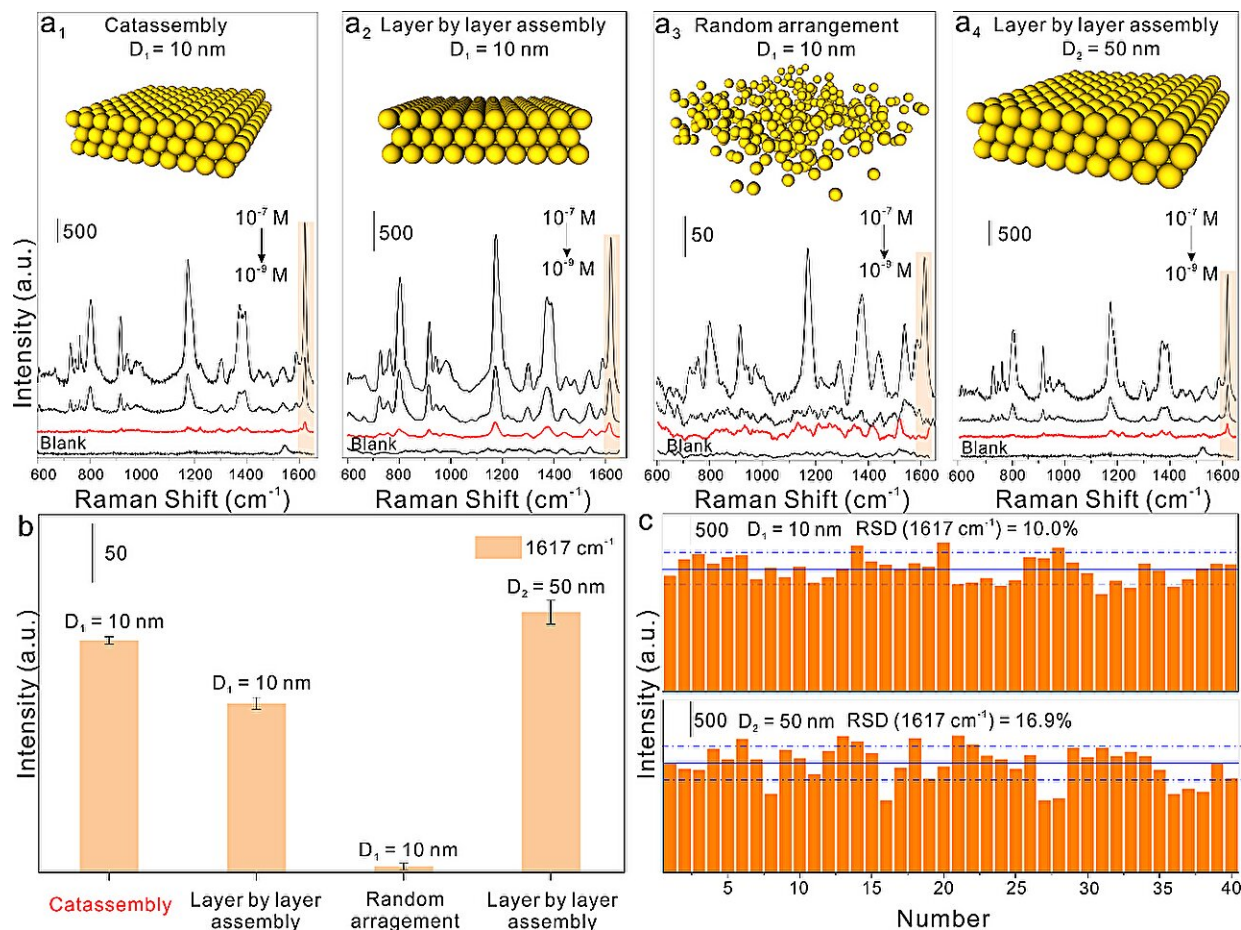 a₁
Catassembly
D₁ = 10 nm
500
10⁻⁷ M
10⁻⁹ M
Blank
600 800 1000 1200 1400 1600
Raman Shift (cm⁻¹)
Intensity (a.u.)
a₂
Layer by layer assembly
D₁ = 10 nm
500
10⁻⁷ M
10⁻⁹ M
Blank
600 800 1000 1200 1400 1600
Raman Shift (cm⁻¹)
a₃
Random arrangement
D₁ = 10 nm
50
10⁻⁷ M
10⁻⁹ M
Blank
600 800 1000 1200 1400 1600
Raman Shift (cm⁻¹)
a₄
Layer by layer assembly
D₂ = 50 nm
500
10⁻⁷ M
10⁻⁹ M
Blank
600 800 1000 1200 1400 1600
Raman Shift (cm⁻¹)
b
50
1617 cm⁻¹
D₁ = 10 nm
D₁ = 10 nm
D₁ = 10 nm
D₂ = 50 nm
Intensity (a.u.)
Catassembly
Layer by layer
assembly
Random
arragement
Layer by layer
assembly
c
500 D₁ = 10 nm RSD (1617 cm⁻¹) = 10.0%
500 D₂ = 50 nm RSD (1617 cm⁻¹) = 16.9%
Intensity (a.u.)
5 10 15 20 25 30 35 40
Number